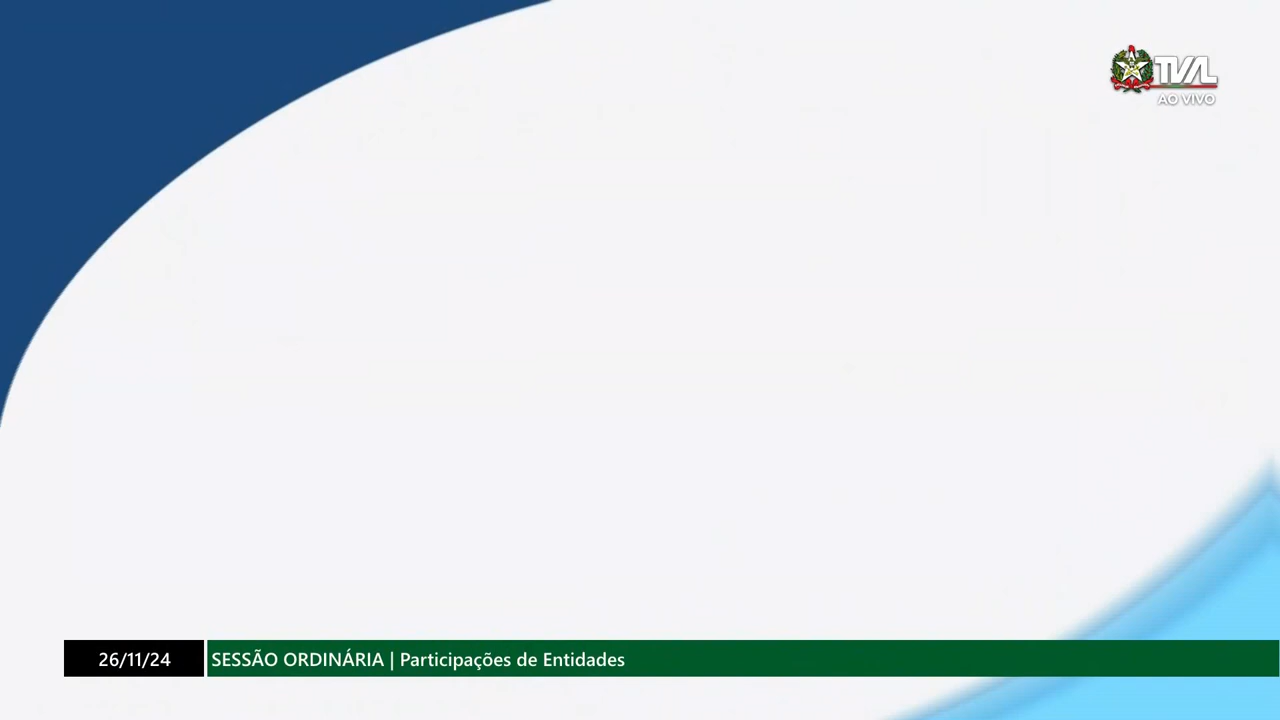 TVAL
AO VIVO
26/11/24
SESSÃO ORDINÁRIA | Participações de Entidades